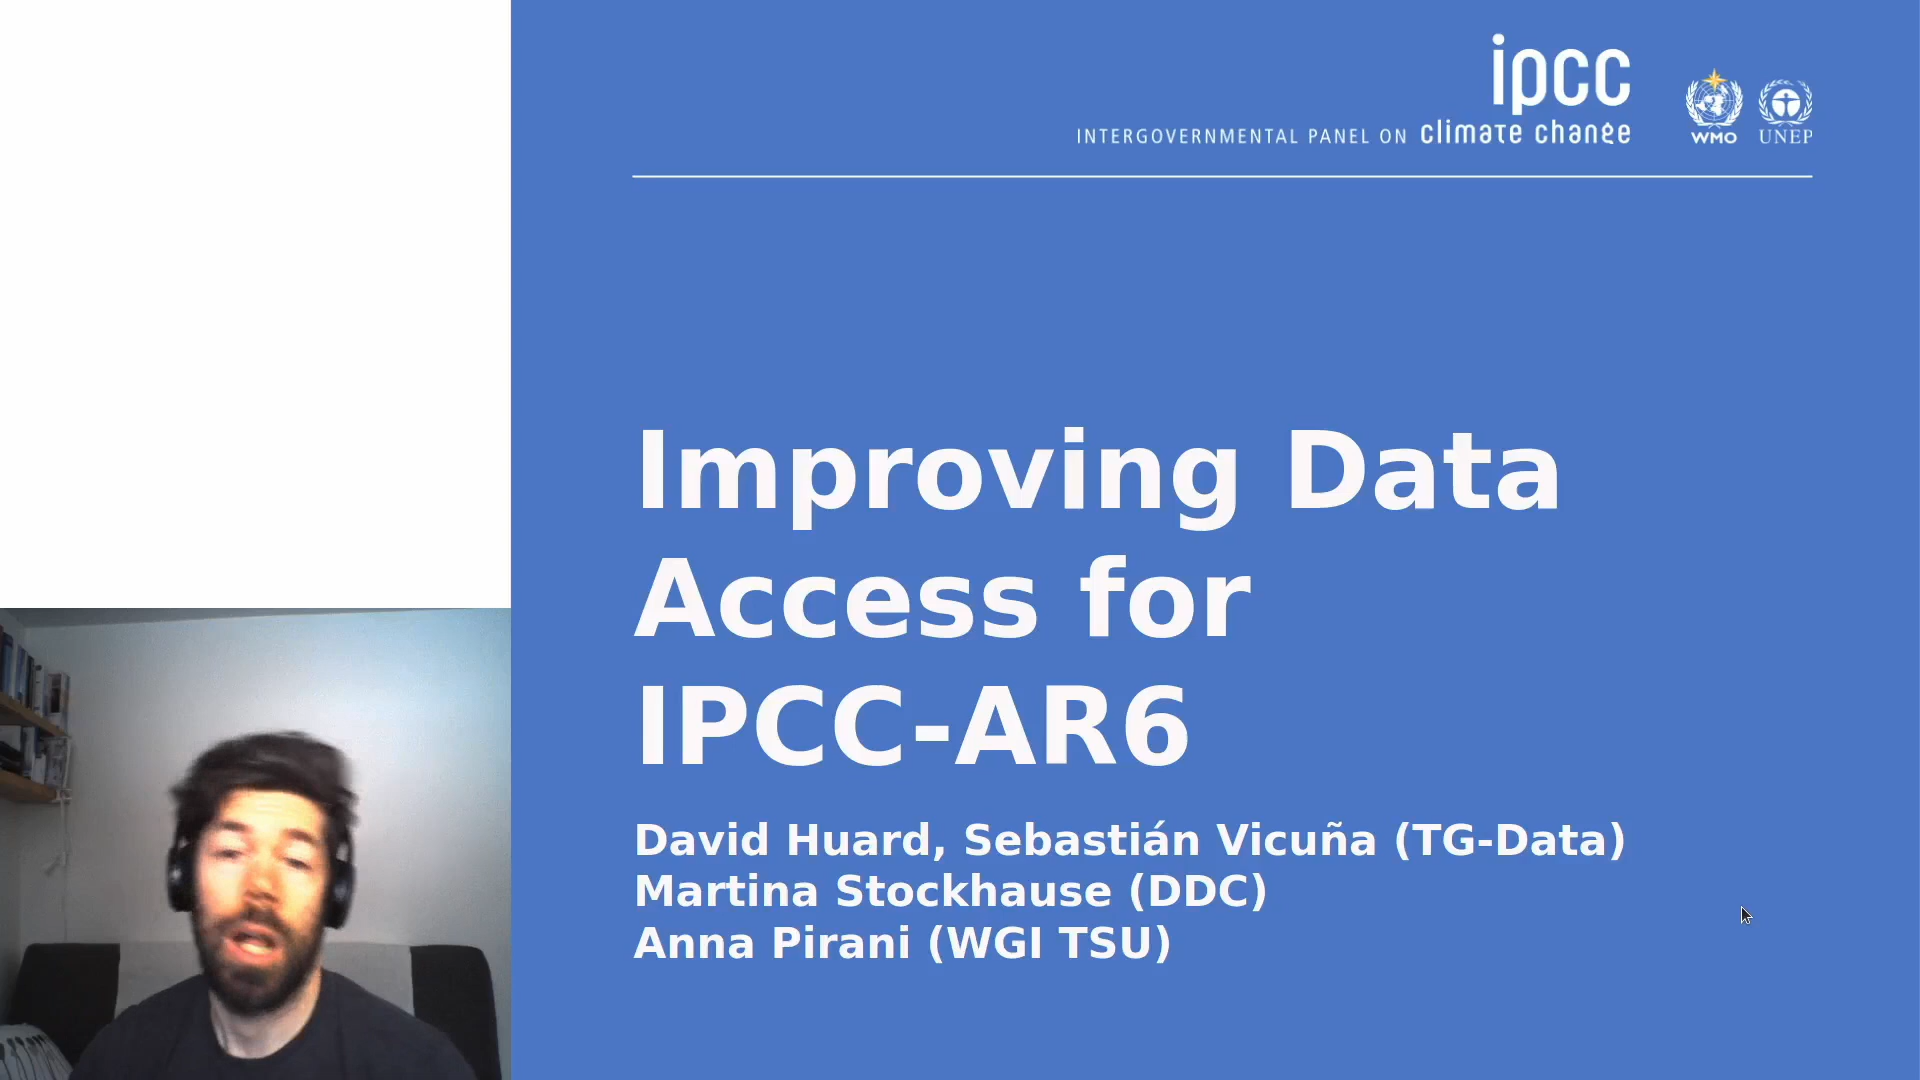 ipcc
INTERGOVERNMENTAL PANEL ON climate change
WMO
UNEP
Improving Data
Access for
IPCC-AR6
David Huard, Sebastián Vicuña (TG-Data)
Martina Stockhause (DDC)
Anna Pirani (WGI TSU)